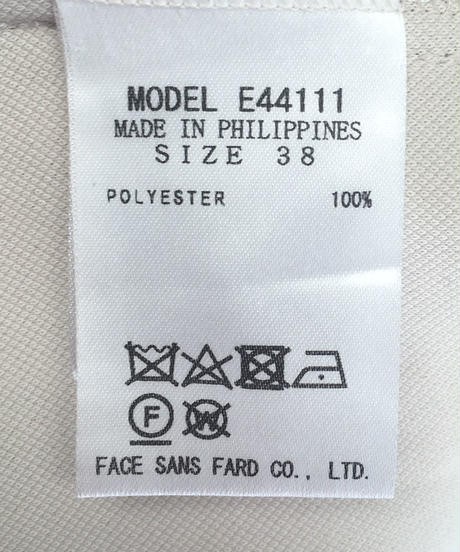 MODEL E44111
MADE IN PHILIPPINES
SIZE 38
POLYESTER 100%
F W
FACE SANS FARD CO., LTD.